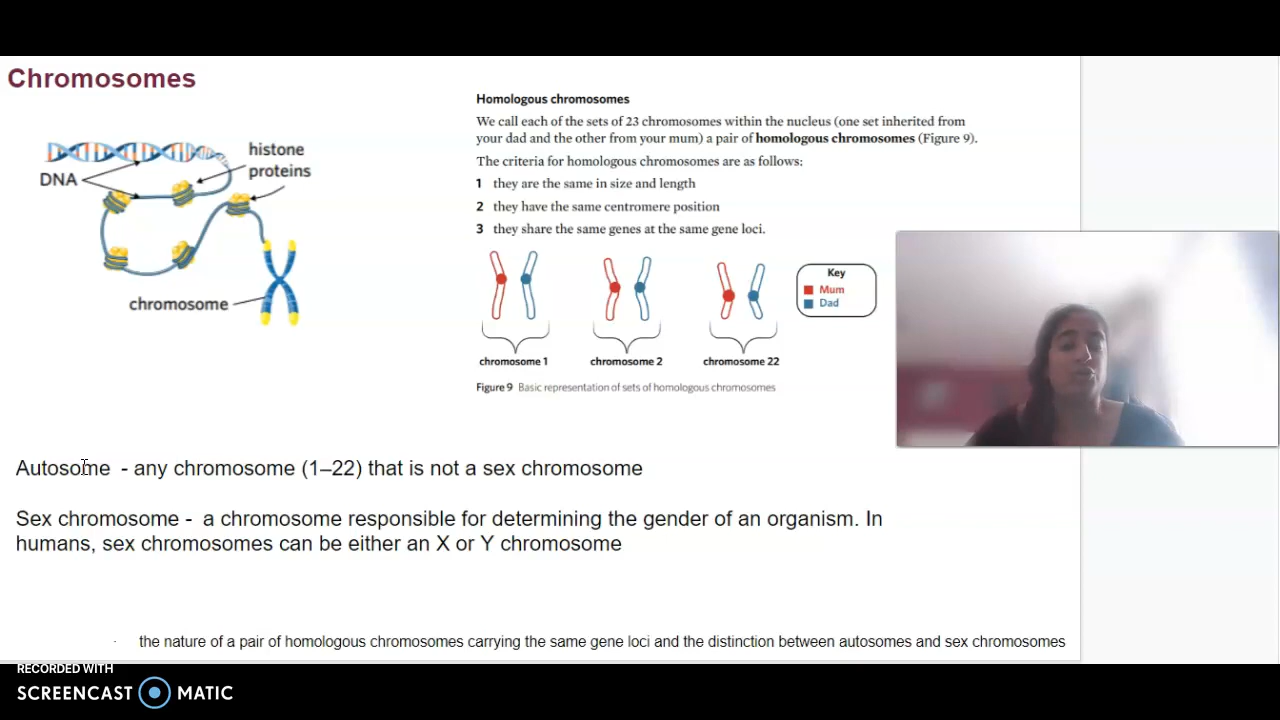 Chromosomes
histone
proteins
DNA
chromosome
Homologous chromosomes
We call each of the sets of 23 chromosomes within the nucleus (one set inherited from
your dad and the other from your mum) a pair of homologous chromosomes (Figure 9).
The criteria for homologous chromosomes are as follows:
1 they are the same in size and length
2 they have the same centromere position
3 they share the same genes at the same gene loci.
Key
Mum
Dad
chromosome 1
chromosome 2
chromosome 22
Figure 9 Basic representation of sets of homologous chromosomes
Autosome - any chromosome (1–22) that is not a sex chromosome
Sex chromosome - a chromosome responsible for determining the gender of an organism. In
humans, sex chromosomes can be either an X or Y chromosome
· the nature of a pair of homologous chromosomes carrying the same gene loci and the distinction between autosomes and sex chromosomes
RECORDED WITH
SCREENCAST MATIC